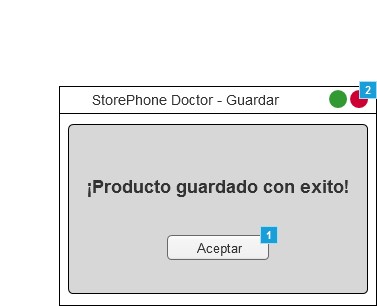 StorePhone Doctor - Guardar
2
¡Producto guardado con exito!
1
Aceptar